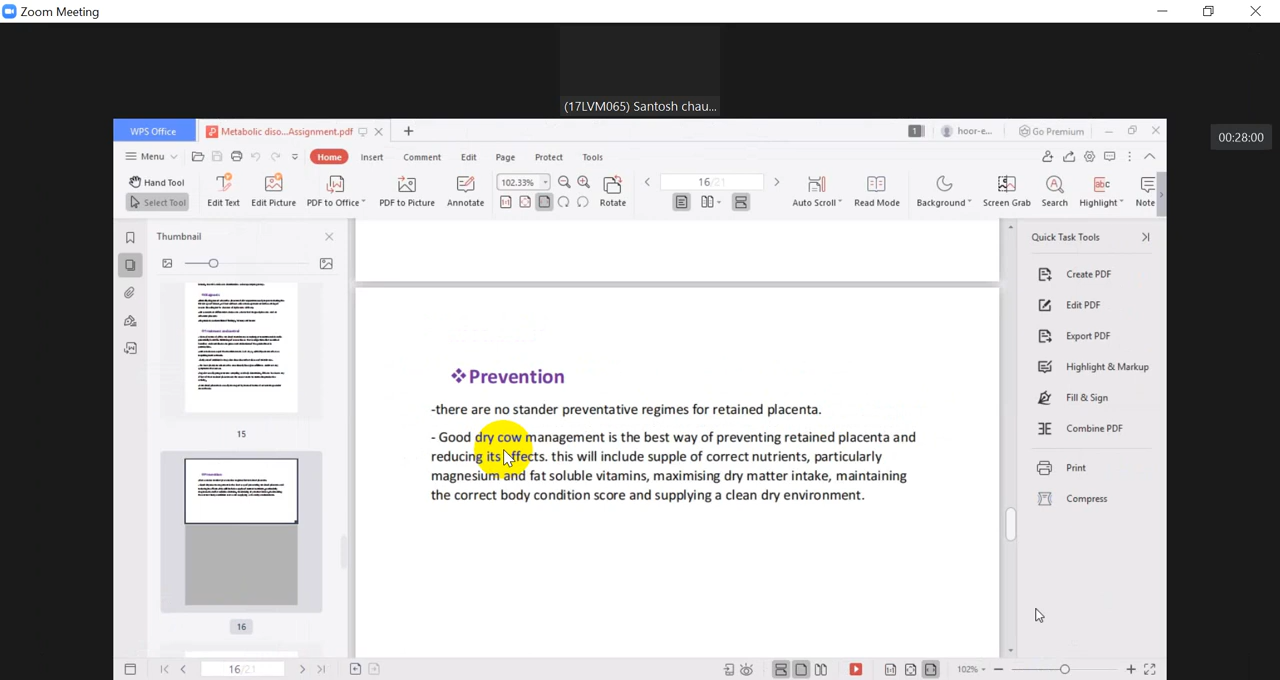 Zoom Meeting
(17LVM065) Santosh chau...
00:28:00
WPS Office
Metabolic diso...Assignment.pdf
1
hoor-e...
Go Premium
Menu
Home
Insert
Comment
Edit
Page
Protect
Tools
Hand Tool
Select Tool
Edit Text
Edit Picture
PDF to Office
PDF to Picture
Annotate
102.33%
Rotate
16/21
Auto Scroll
Read Mode
Background
Screen Grab
Search
Highlight
Note
Thumbnail
15
16
Quick Task Tools
Create PDF
Edit PDF
Export PDF
Highlight & Markup
Fill & Sign
Combine PDF
Print
Compress
❖Prevention
-there are no stander preventative regimes for retained placenta.
- Good dry cow management is the best way of preventing retained placenta and
reducing its effects. this will include supple of correct nutrients, particularly
magnesium and fat soluble vitamins, maximising dry matter intake, maintaining
the correct body condition score and supplying a clean dry environment.
16/21
102%